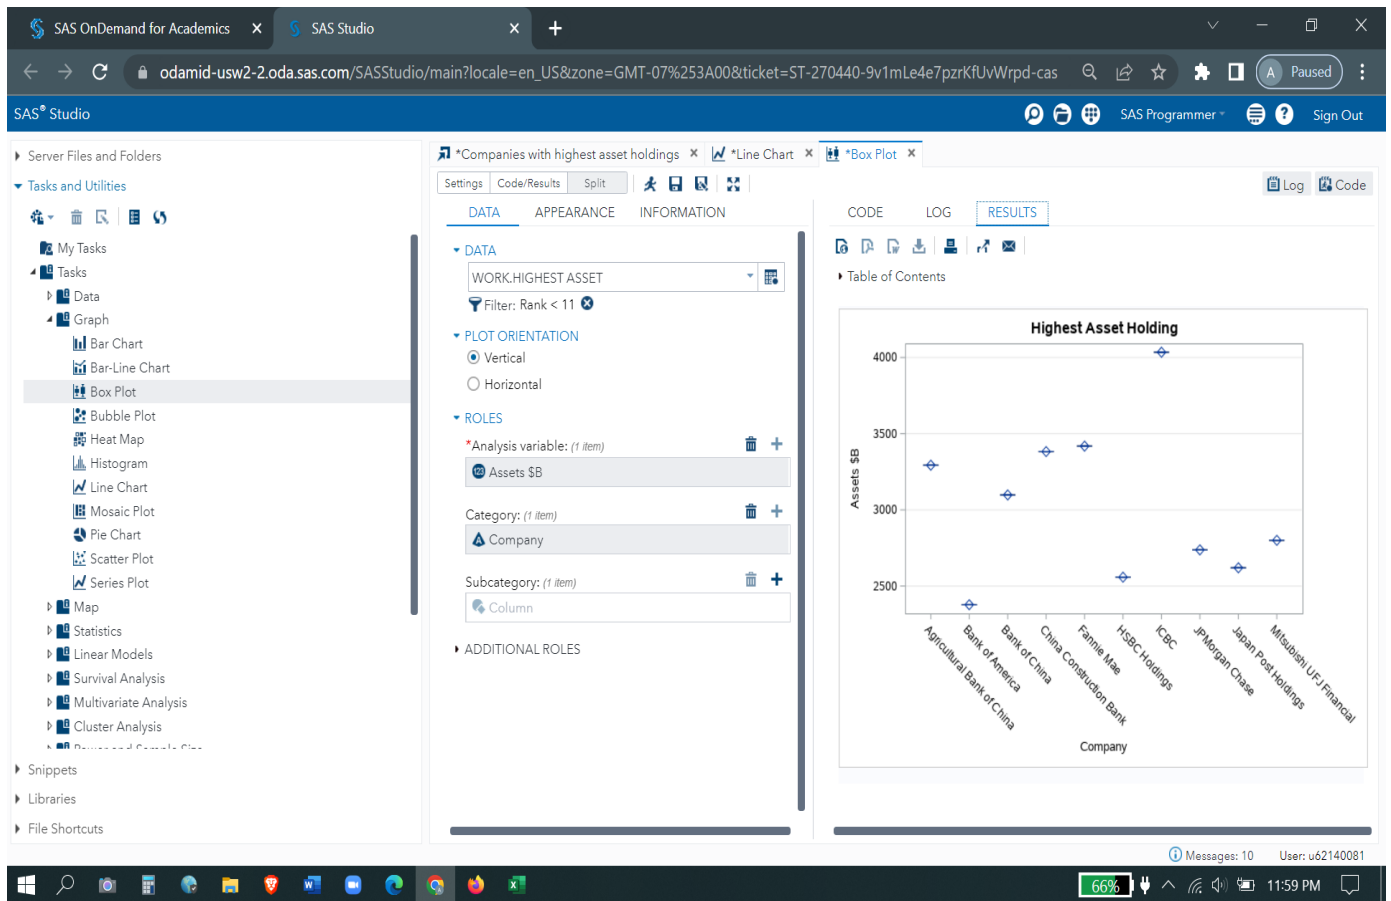 SAS OnDemand for Academics
SAS Studio
odamid-usw2-2.oda.sas.com/SASStudio/main?locale=en_US&zone=GMT-07%253A00&ticket=ST-270440-9v1mLe4e7pzrKfUvWrpd-cas
A Paused
SAS® Studio
SAS Programmer
Sign Out
Server Files and Folders
Tasks and Utilities
My Tasks
Tasks
Data
Graph
Bar Chart
Bar-Line Chart
Box Plot
Bubble Plot
Heat Map
Histogram
Line Chart
Mosaic Plot
Pie Chart
Scatter Plot
Series Plot
Map
Statistics
Linear Models
Survival Analysis
Multivariate Analysis
Cluster Analysis
Snippets
Libraries
File Shortcuts
*Companies with highest asset holdings
*Line Chart
*Box Plot
Settings Code/Results Split
Log Code
DATA APPEARANCE INFORMATION
DATA
WORK.HIGHEST ASSET
Filter: Rank < 11
PLOT ORIENTATION
Vertical
Horizontal
ROLES
*Analysis variable: (1 item)
123 Assets $B
Category: (1 item)
A Company
Subcategory: (1 item)
Column
ADDITIONAL ROLES
CODE LOG RESULTS
Table of Contents
Highest Asset Holding
4000
3500
3000
2500
Assets $B
Agricultural Bank of China
Bank of America
Bank of China
China Construction Bank
Fannie Mae
HSBC Holdings
ICBC
JPMorgan Chase
Japan Post Holdings
Mitsubishi UFJ Financial
Company
Messages: 10 User: u62140081
66%
11:59 PM